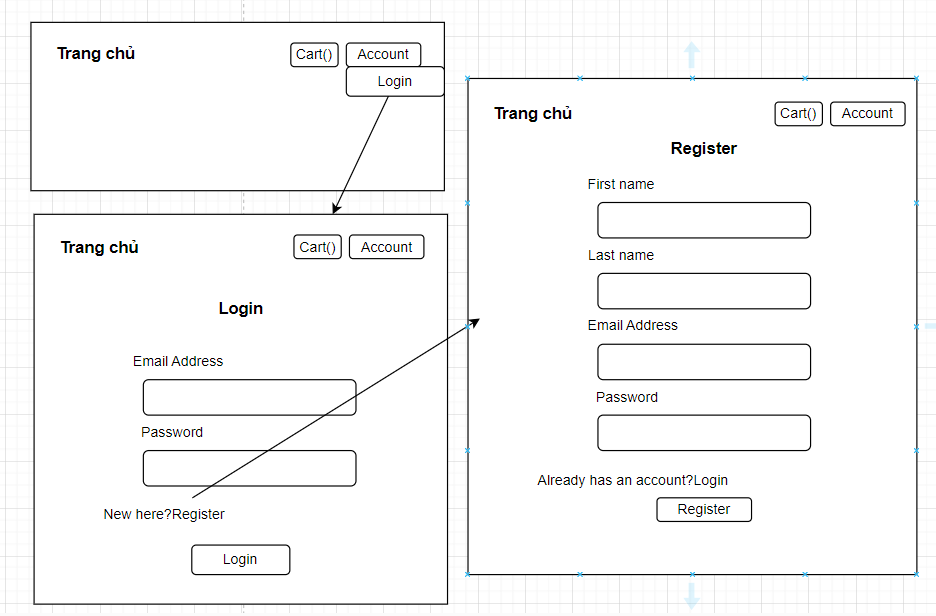 Trang chủ
Cart()
Account
Login
Trang chủ
Cart()
Account
Login
Email Address
Password
New here?Register
Login
Trang chủ
Cart()
Account
Register
First name
Last name
Email Address
Password
Already has an account?Login
Register